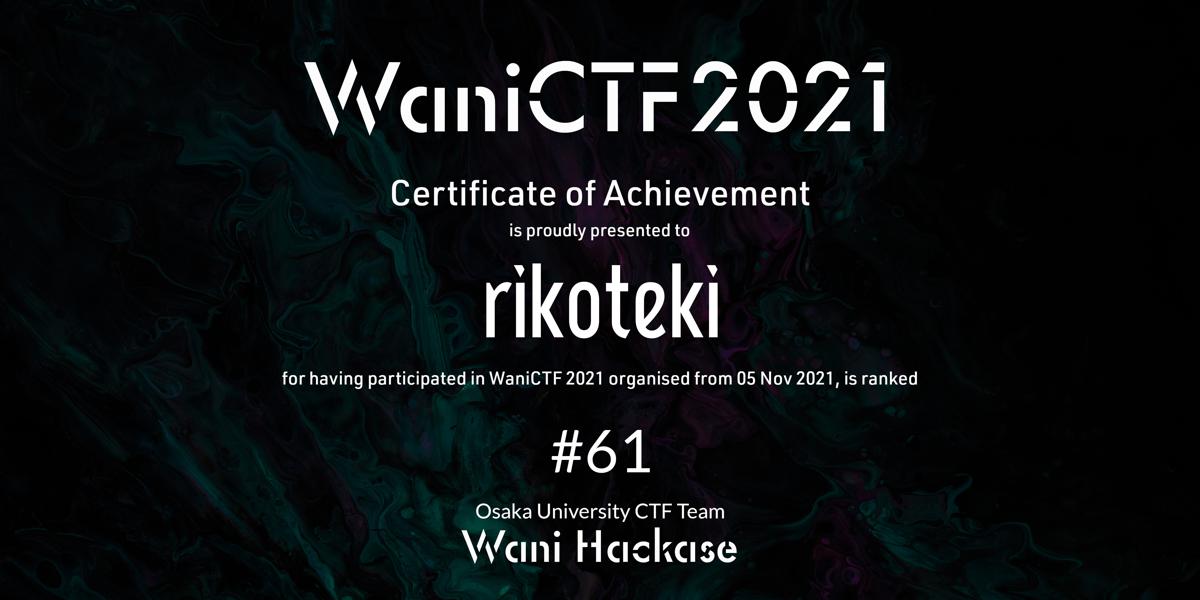 WaniCTF2021
Certificate of Achievement
is proudly presented to
rikoteki
for having participated in WaniCTF 2021 organised from 05 Nov 2021, is ranked
#61
Osaka University CTF Team
Wani Hackase